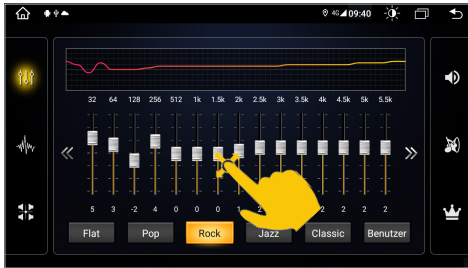 4G 09:40
32 64 128 256 512 1k 1.5k 2k 2.5k 3k 3.5k 4k 4.5k 5k 5.5k
5 3 -2 4 0 0 0 1 2 2 2 2 2
Flat Pop Rock Jazz Classic Benutzer